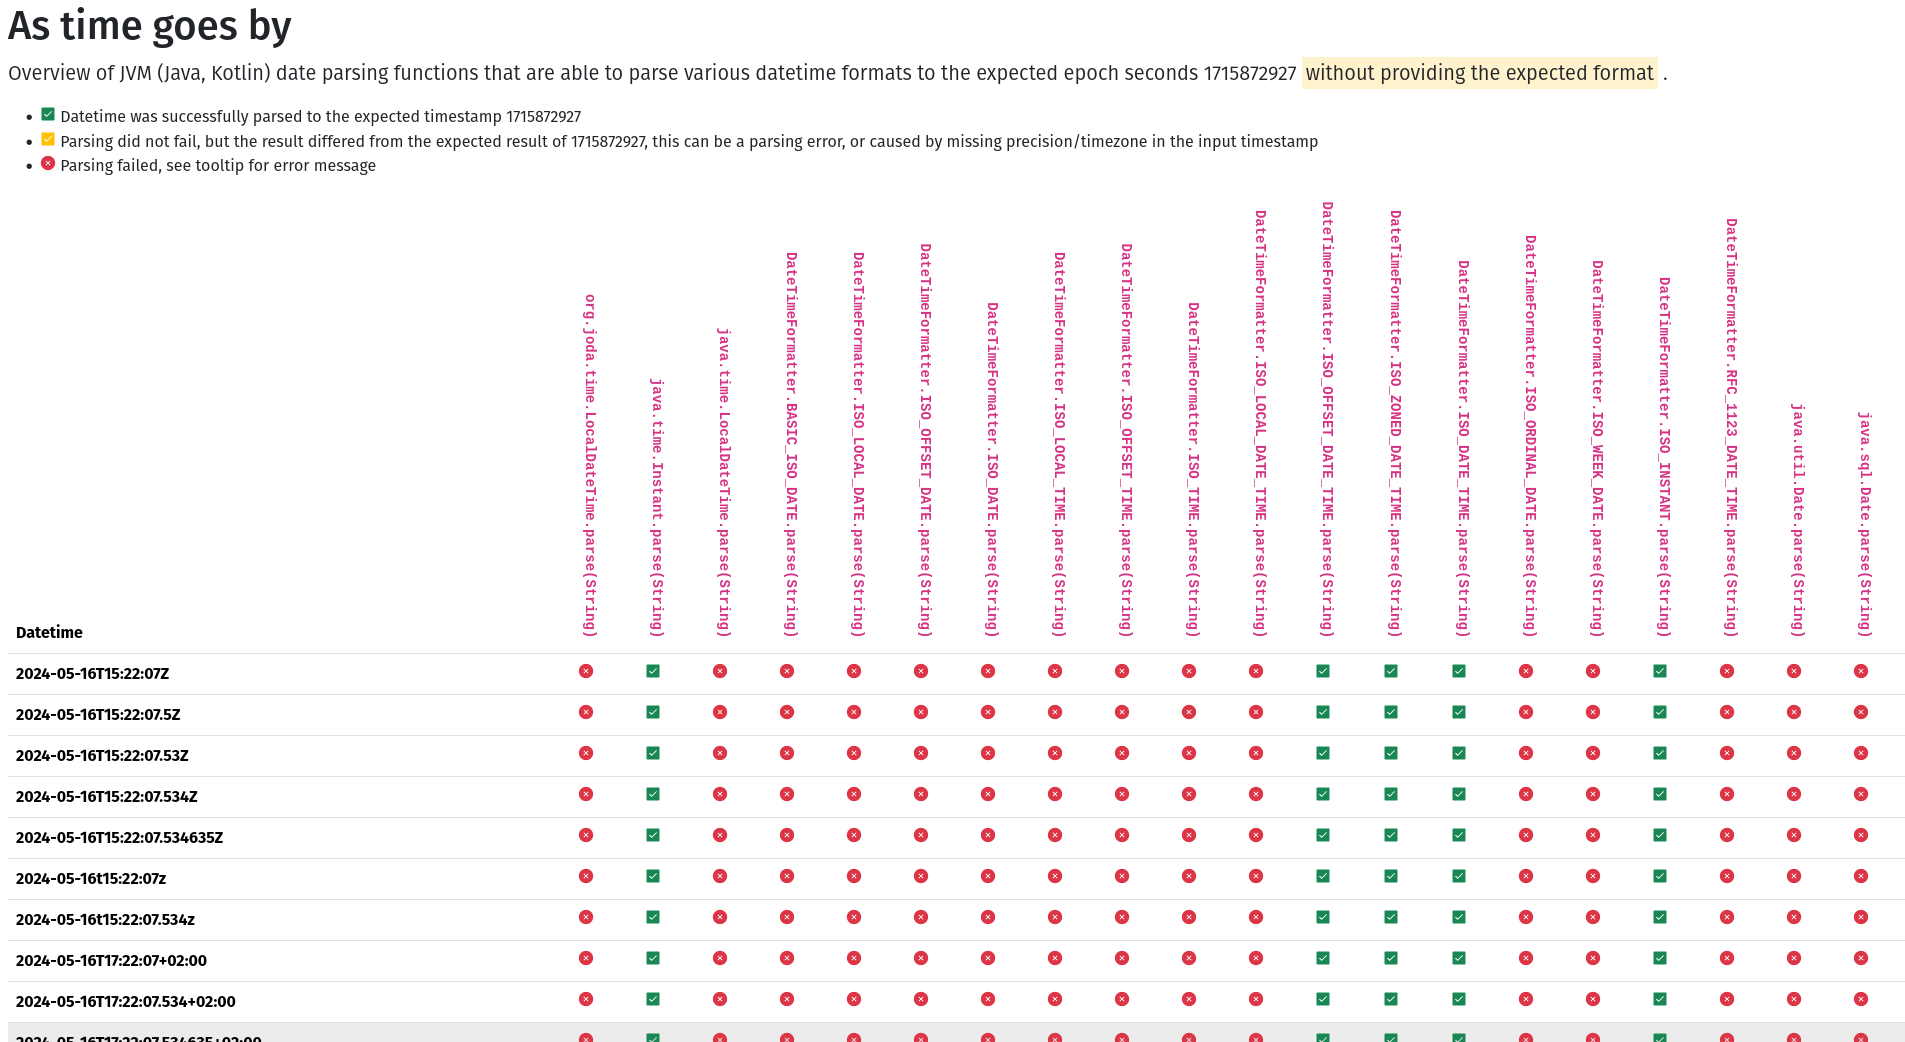 As time goes by
Overview of JVM (Java, Kotlin) date parsing functions that are able to parse various datetime formats to the expected epoch seconds 1715872927 without providing the expected format .
Datetime was successfully parsed to the expected timestamp 1715872927
Parsing did not fail, but the result differed from the expected result of 1715872927, this can be a parsing error, or caused by missing precision/timezone in the input timestamp
Parsing failed, see tooltip for error message
Datetime
org.joda.time.LocalDateTime.parse(String)
java.time.Instant.parse(String)
java.time.LocalDateTime.parse(String)
DateTimeFormatter.BASIC_ISO_DATE.parse(String)
DateTimeFormatter.ISO_LOCAL_DATE.parse(String)
DateTimeFormatter.ISO_OFFSET_DATE.parse(String)
DateTimeFormatter.ISO_DATE.parse(String)
DateTimeFormatter.ISO_LOCAL_TIME.parse(String)
DateTimeFormatter.ISO_OFFSET_TIME.parse(String)
DateTimeFormatter.ISO_TIME.parse(String)
DateTimeFormatter.ISO_LOCAL_DATE_TIME.parse(String)
DateTimeFormatter.ISO_OFFSET_DATE_TIME.parse(String)
DateTimeFormatter.ISO_ZONED_DATE_TIME.parse(String)
DateTimeFormatter.ISO_DATE_TIME.parse(String)
DateTimeFormatter.ISO_ORDINAL_DATE.parse(String)
DateTimeFormatter.ISO_WEEK_DATE.parse(String)
DateTimeFormatter.ISO_INSTANT.parse(String)
DateTimeFormatter.RFC_1123_DATE_TIME.parse(String)
java.util.Date.parse(String)
java.sql.Date.parse(String)
2024-05-16T15:22:07Z
2024-05-16T15:22:07.5Z
2024-05-16T15:22:07.53Z
2024-05-16T15:22:07.534Z
2024-05-16T15:22:07.534635Z
2024-05-16t15:22:07z
2024-05-16t15:22:07.534z
2024-05-16T17:22:07+02:00
2024-05-16T17:22:07.534+02:00
2024-05-16T17:22:07.534635+02:00